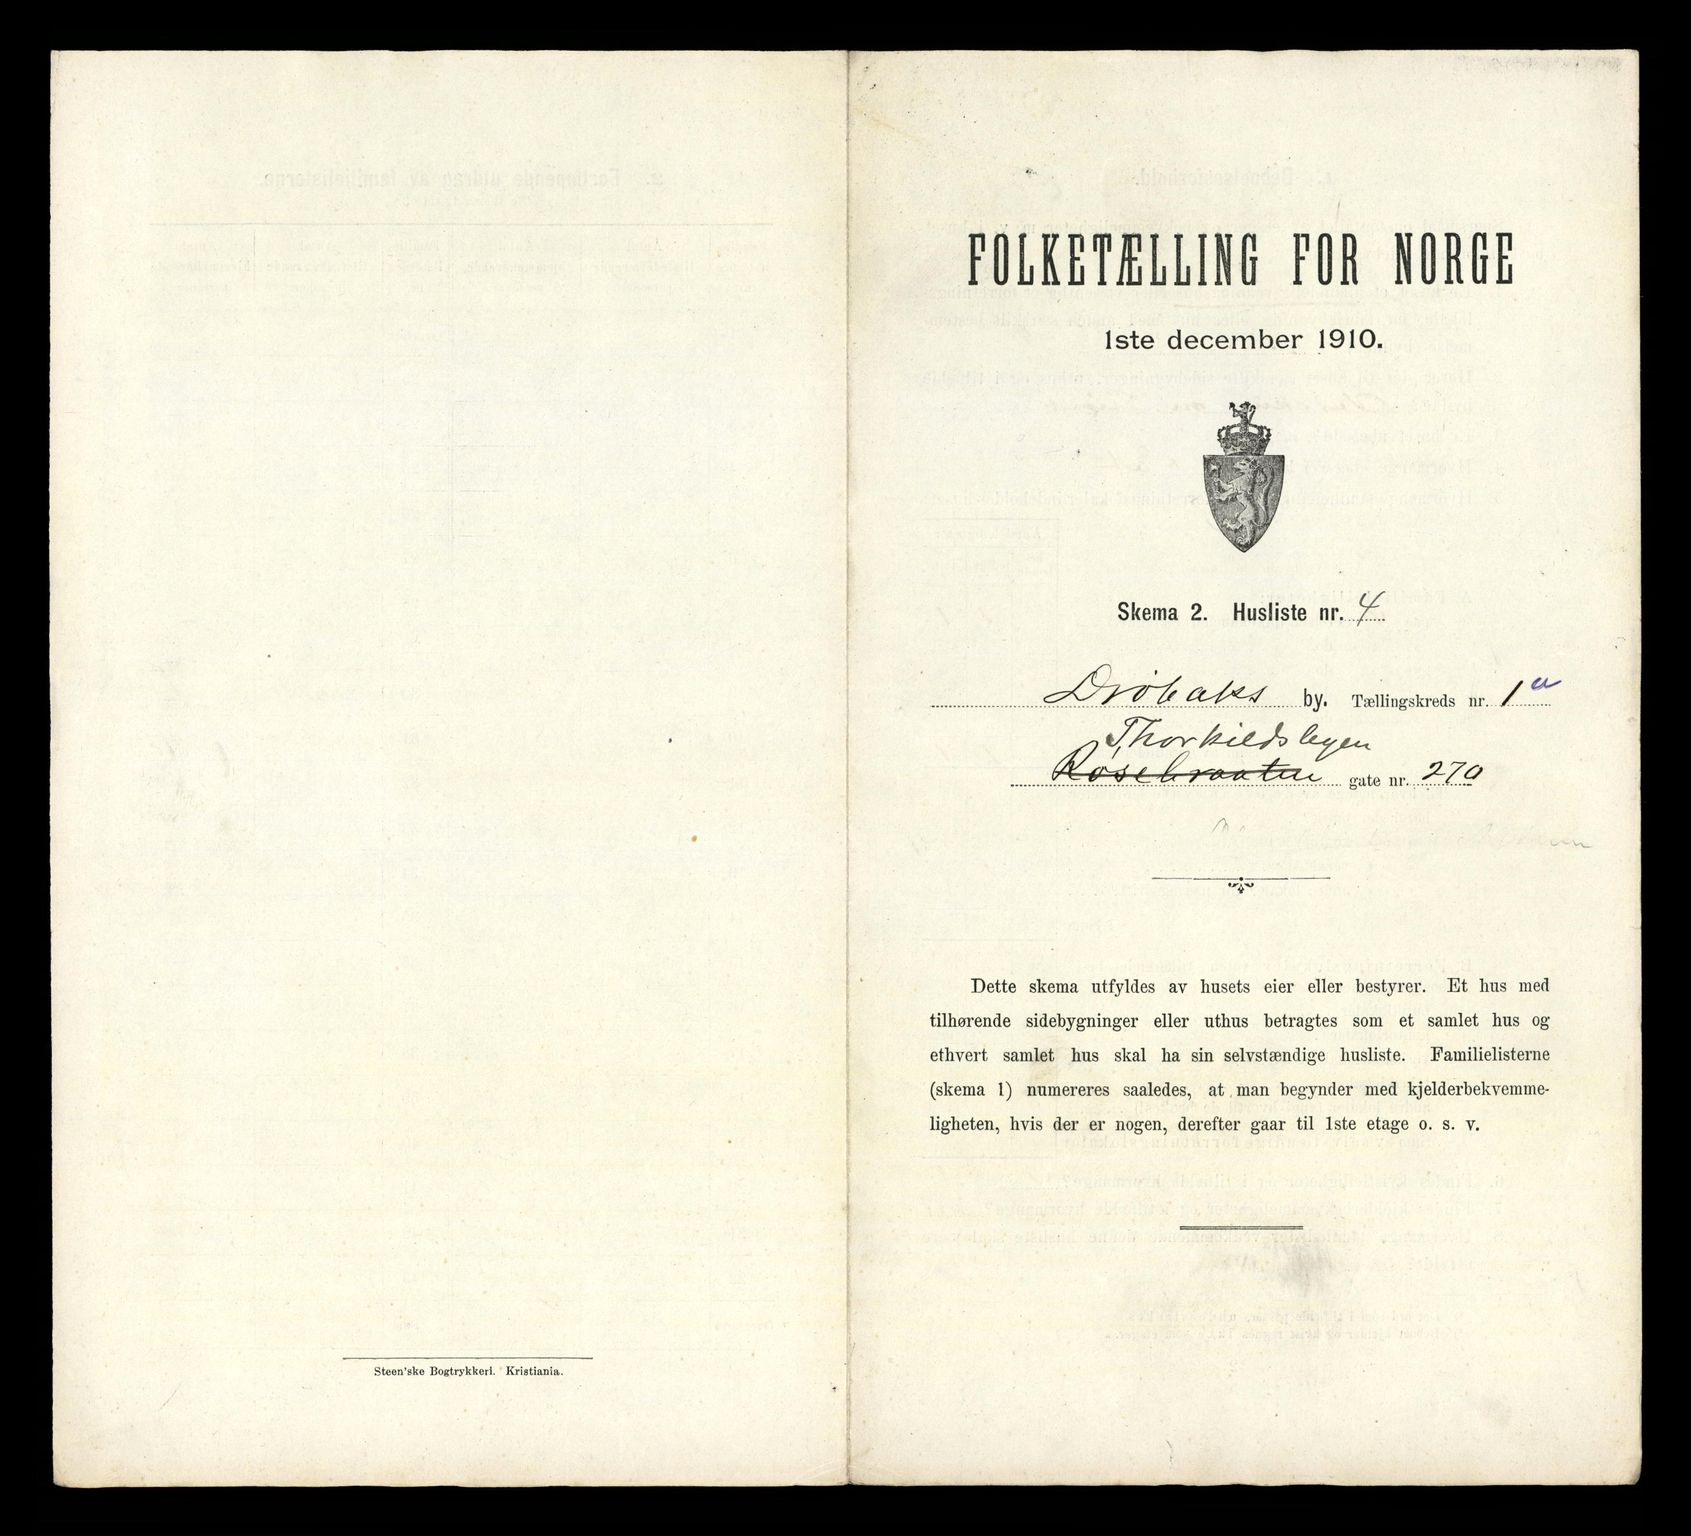 FOLKETÆLLING FOR NORGE
1ste december 1910.
Skema 2. Husliste nr. 4
Drøbaks by. Tællingskreds nr. 1 a
Thorkildsløgen
Røsebraaten gate nr. 270
Dette skema utfyldes av husets eier eller bestyrer. Et hus med
tilhørende sidebygninger eller uthus betragtes som et samlet hus og
ethvert samlet hus skal ha sin selvstændige husliste. Familielisterne
(skema 1) numereres saaledes, at man begynder med kjelderbekvemme-
ligheten, hvis der er nogen, derefter gaar til 1ste etage o. s. v.
Steen'ske Bogtrykkeri. Kristiania.